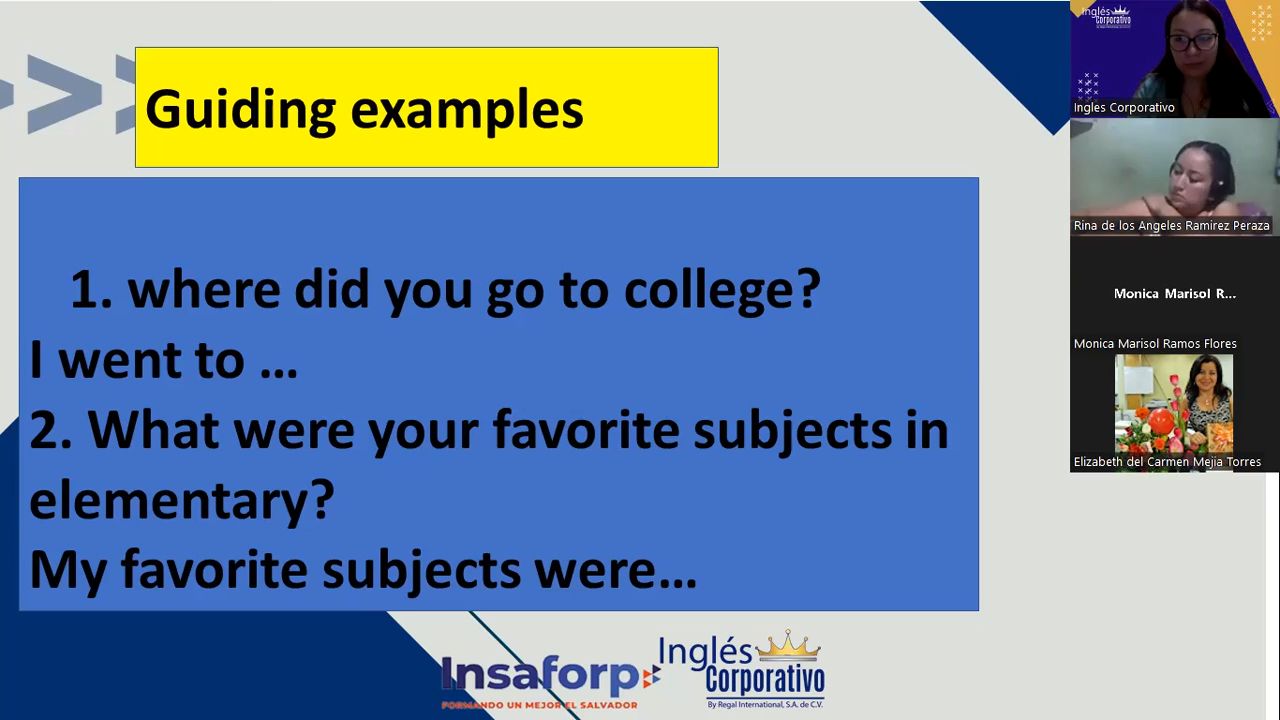 Guiding examples
1. where did you go to college?
I went to ...
2. What were your favorite subjects in
elementary?
My favorite subjects were...
Insaforp
FORMANDO UN MEJOR EL SALVADOR
Inglés
Corporativo
By Regal International, S.A. de C.V.
Inglés
Corporativo
Ingles Corporativo
Rina de los Angeles Ramirez Peraza
Monica Marisol R...
Monica Marisol Ramos Flores
Elizabeth del Carmen Mejia Torres